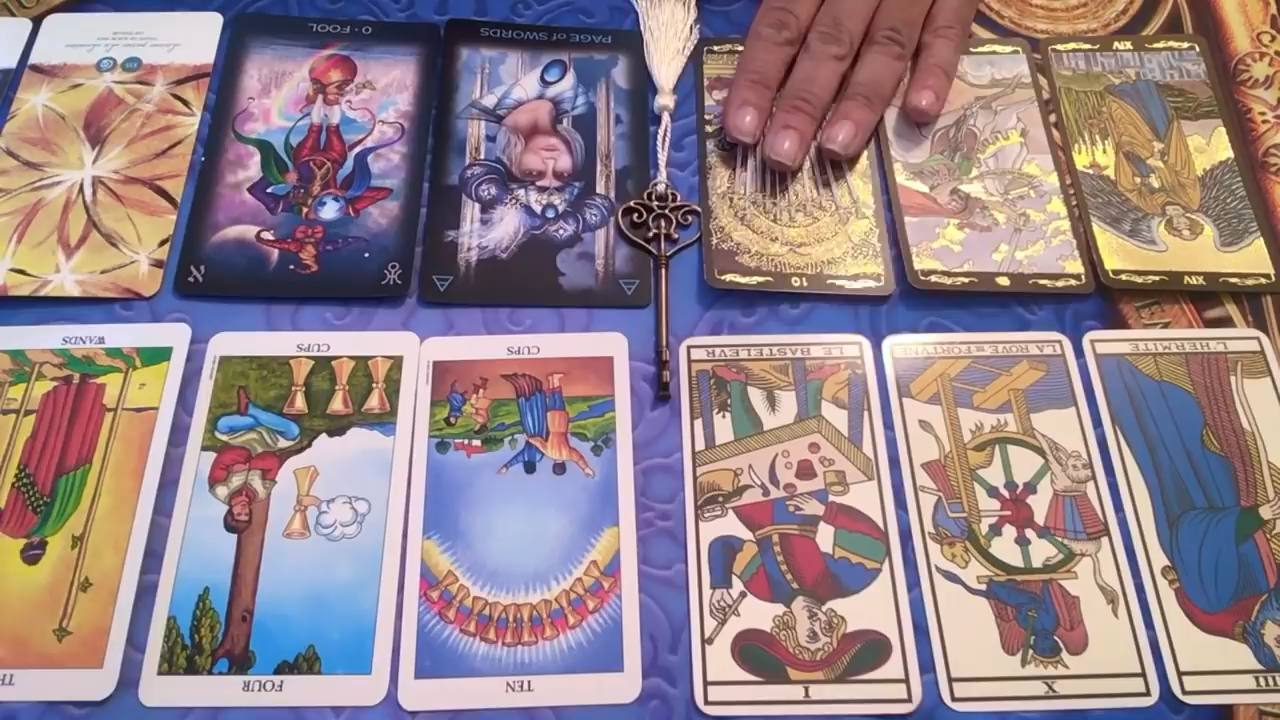 0 · FOOL
PAGE of SWORDS
XIV
10
XIV
WANDS
CUPS
CUPS
LE BASTELEVR
LA · ROVE DE FORTVNE
L'HERMITE
FOUR
TEN
I
X